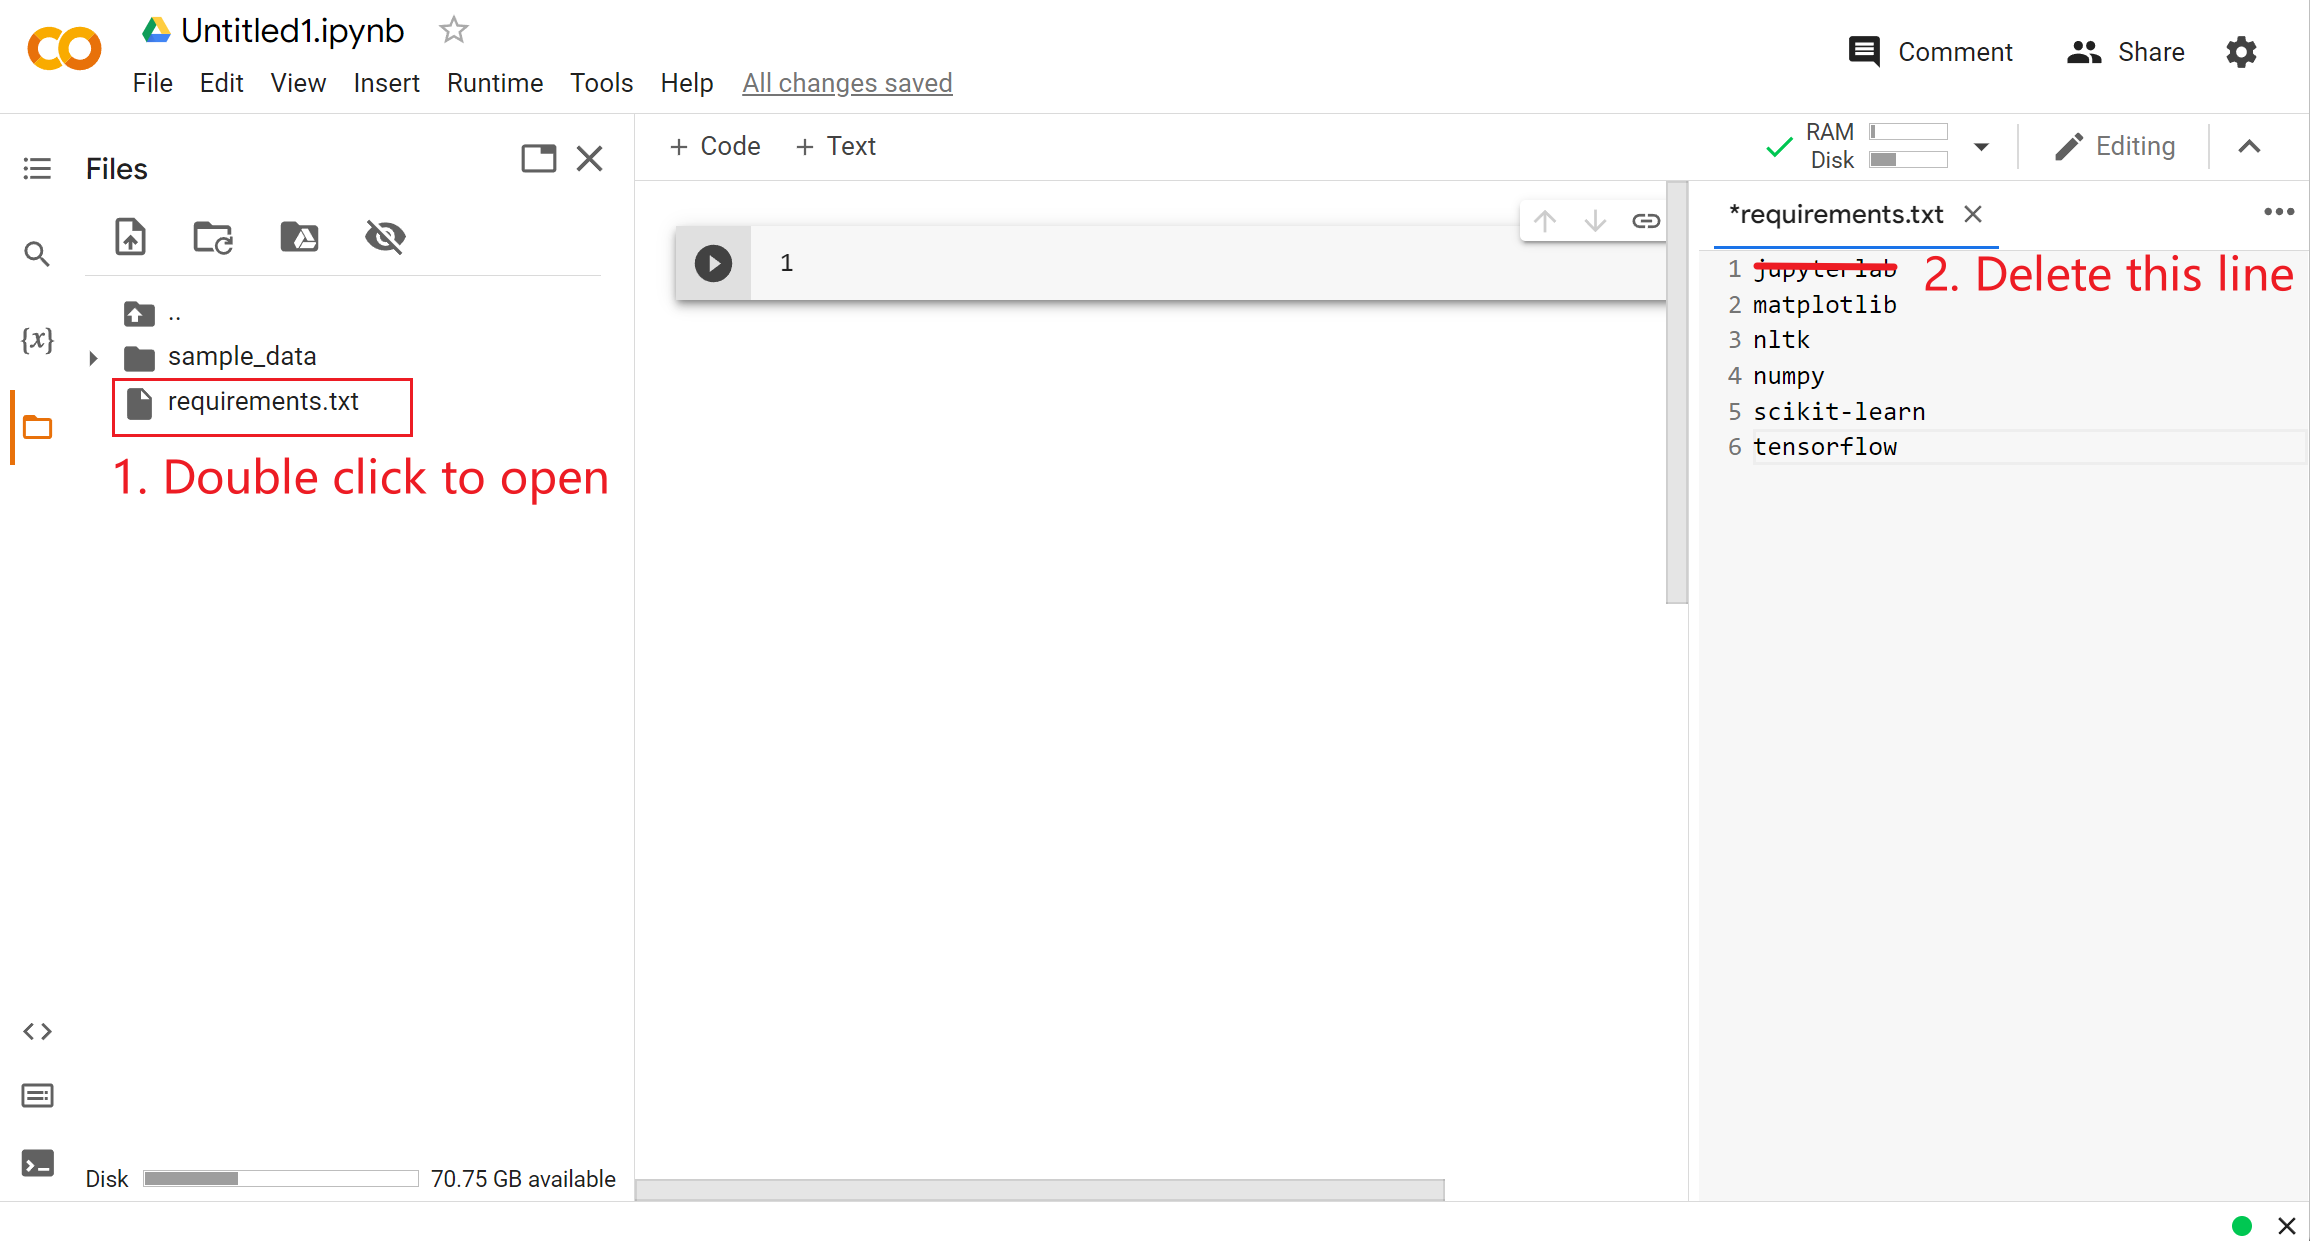 Untitled1.ipynb
File Edit View Insert Runtime Tools Help All changes saved
Comment Share
Files
+ Code + Text
RAM
Disk
Editing
{x}
..
sample_data
requirements.txt
1. Double click to open
1
*requirements.txt
1 jupyterlab
2. Delete this line
2 matplotlib
3 nltk
4 numpy
5 scikit-learn
6 tensorflow
Disk 70.75 GB available